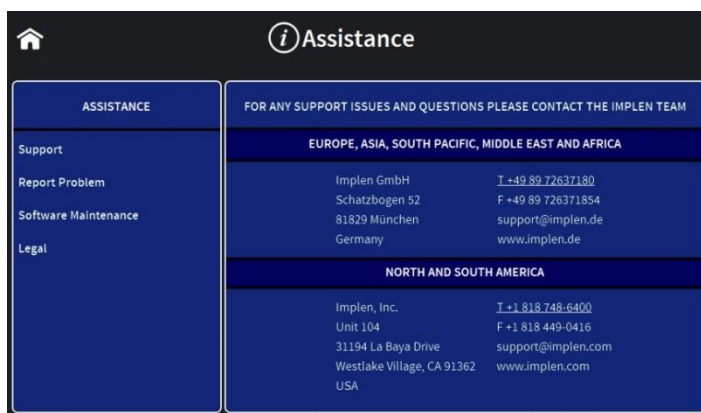 i Assistance
ASSISTANCE
Support
Report Problem
Software Maintenance
Legal
FOR ANY SUPPORT ISSUES AND QUESTIONS PLEASE CONTACT THE IMPLEN TEAM
EUROPE, ASIA, SOUTH PACIFIC, MIDDLE EAST AND AFRICA
Implen GmbH T +49 89 72637180
Schatzbogen 52 F +49 89 726371854
81829 München support@implen.de
Germany www.implen.de
NORTH AND SOUTH AMERICA
Implen, Inc. T +1 818 748-6400
Unit 104 F +1 818 449-0416
31194 La Baya Drive support@implen.com
Westlake Village, CA 91362 www.implen.com
USA